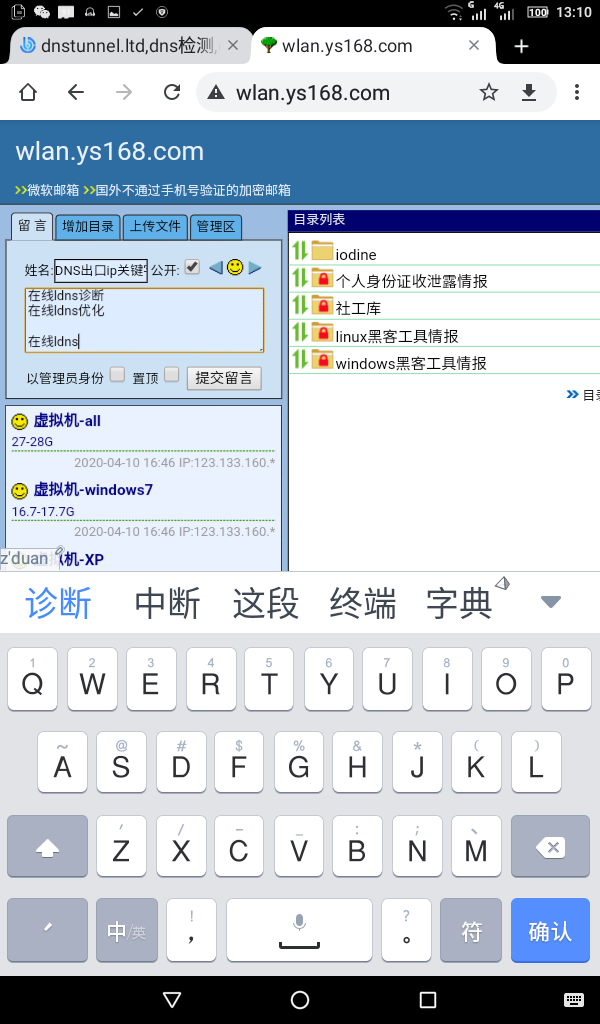 G 4G 100 13:10
dnstunnel.ltd,dns检测,
wlan.ys168.com
wlan.ys168.com
wlan.ys168.com
微软邮箱 国外不通过手机号验证的加密邮箱
留言 增加目录 上传文件 管理区
姓名: DNS出口ip关键 公开:
在线ldns诊断
在线ldns优化
在线ldns
以管理员身份 置顶 提交留言
虚拟机-all
27-28G
2020-04-10 16:46 IP:123.133.160.*
虚拟机-windows7
16.7-17.7G
2020-04-10 16:46 IP:123.133.160.*
机-XP
目录列表
iodine
个人身份证收泄露情报
社工库
linux黑客工具情报
windows黑客工具情报
目录
z'duan
诊断 中断 这段 终端 字典
1 2 3 4 5 6 7 8 9 0
Q W E R T Y U I O P
~ @ # $ % & * ( )
A S D F G H J K L
' / - _ : ; 、
Z X C V B N M
! ?
' 中/英 , 。 符 确认